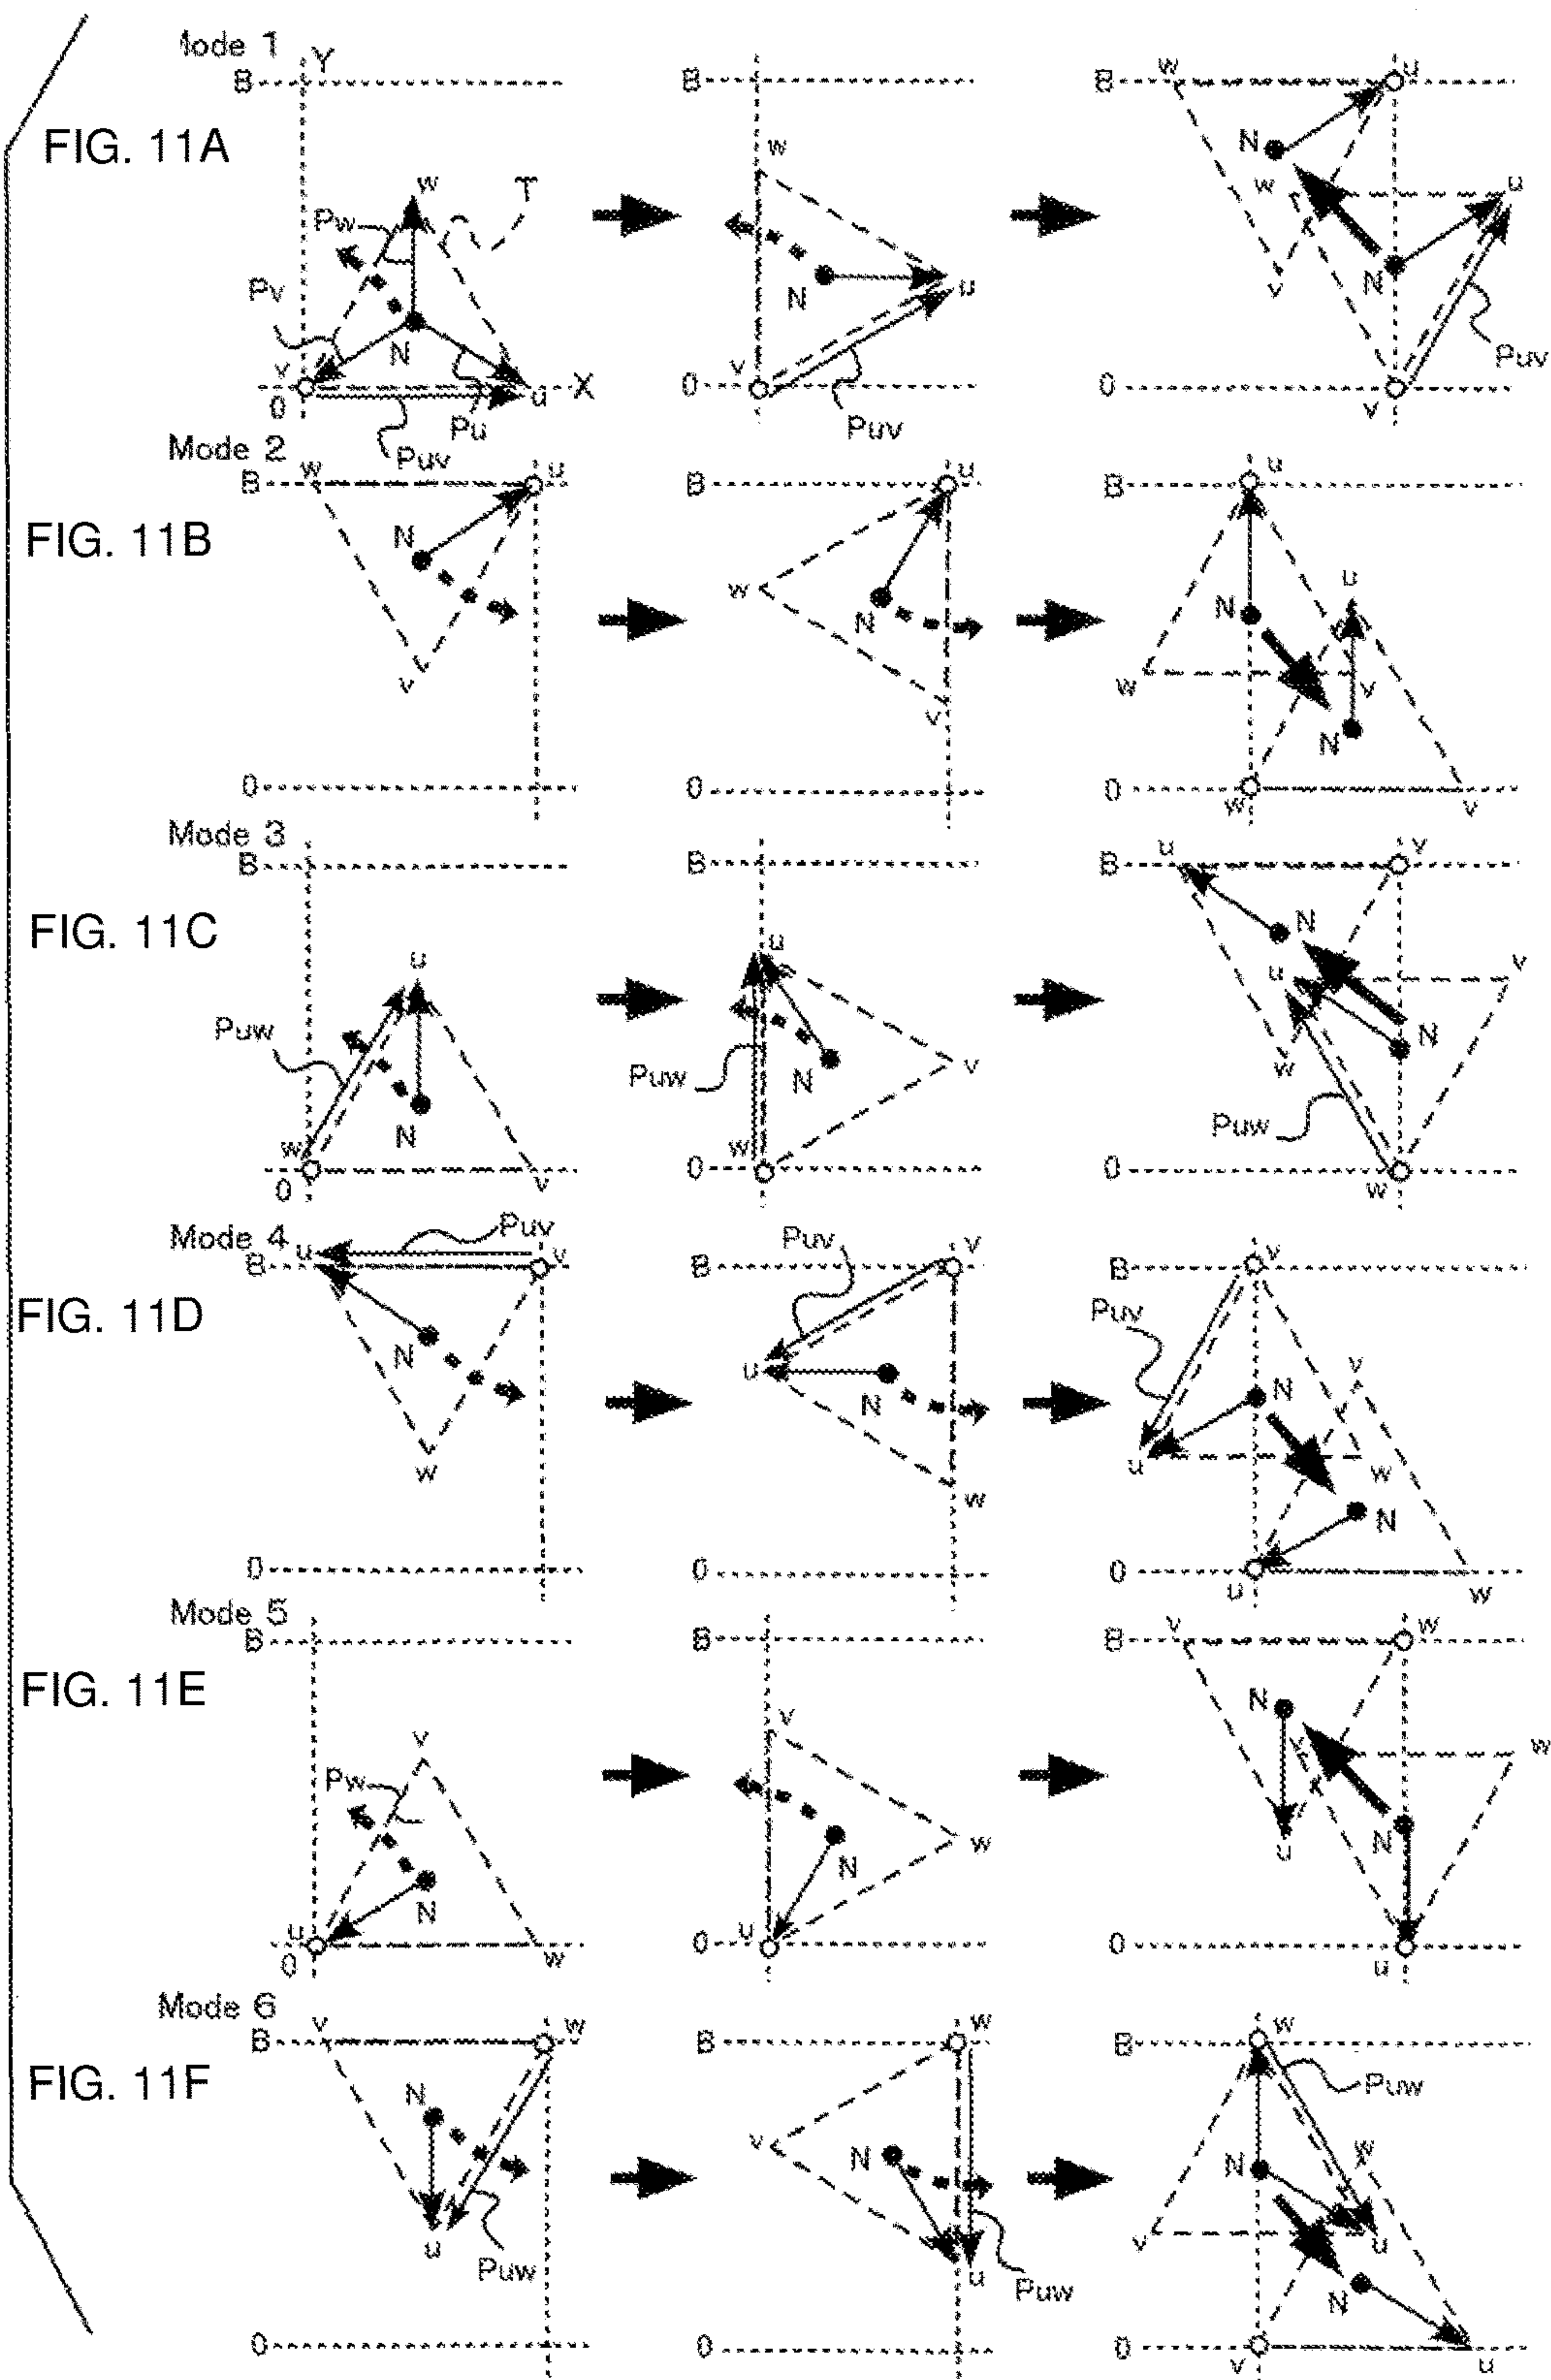 Mode 1
Y
B B B w u
FIG. 11A
w T w N w u
Pw
Pv N N
N u Puv
v v
0 X 0 0
u v
Pu Puv
Puv
Mode 2
B w u B u B u
FIG. 11B
N u
w N
N w v
v v N
0 0 0
w v
Mode 3
B B u B v
FIG. 11C
u u N
u v
Puw N
Puw N v w
N Puw
w w
0 v 0 0 w
Mode 4
u Puv Puv v v
B v B B
FIG. 11D
Puv
N u N v
N
w u w
w N
0 0 0
u w
Mode 5
B B B v w
FIG. 11E
v v N
Pw v w
w u N
N N
u u
0 w 0 0
u
Mode 6
B v w B w B w
FIG. 11F
Puw
N v N w
N
u v u
Puw u Puw
N
0 0 0
v u